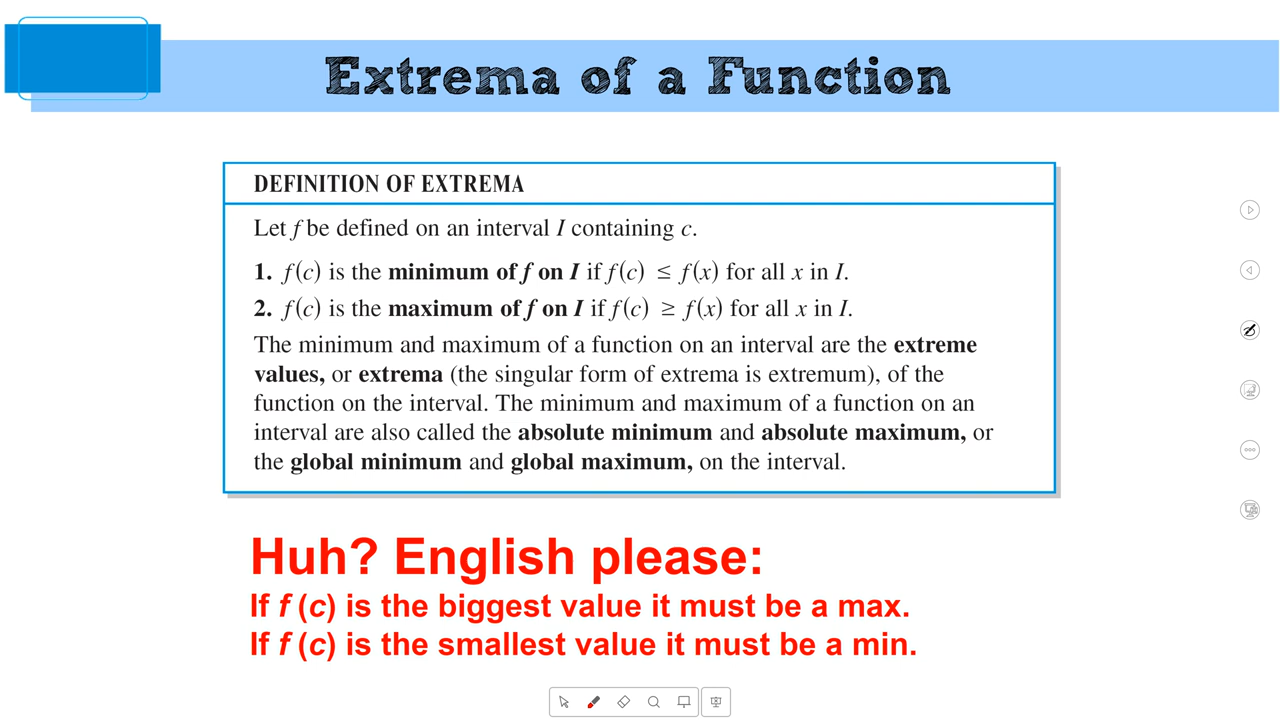 Extrema of a Function
DEFINITION OF EXTREMA
Let f be defined on an interval I containing c.
1. f(c) is the minimum of f on I if f(c) ≤ f(x) for all x in I.
2. f(c) is the maximum of f on I if f(c) ≥ f(x) for all x in I.
The minimum and maximum of a function on an interval are the extreme
values, or extrema (the singular form of extrema is extremum), of the
function on the interval. The minimum and maximum of a function on an
interval are also called the absolute minimum and absolute maximum, or
the global minimum and global maximum, on the interval.
Huh? English please:
If f (c) is the biggest value it must be a max.
If f (c) is the smallest value it must be a min.